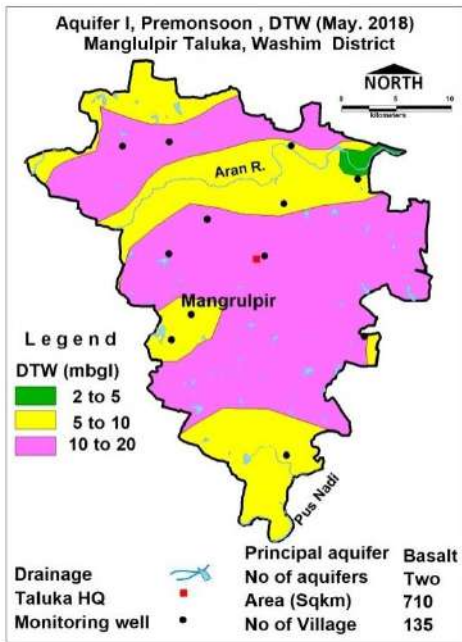 Aquifer I, Premonsoon , DTW (May. 2018)
Manglulpir Taluka, Washim District
NORTH
0 5 10
kilometers
Aran R.
Mangrulpir
Legend
DTW (mbgl)
2 to 5
5 to 10
10 to 20
Pus Nadi
Drainage
Taluka HQ
Monitoring well
Principal aquifer Basalt
No of aquifers Two
Area (Sqkm) 710
No of Village 135